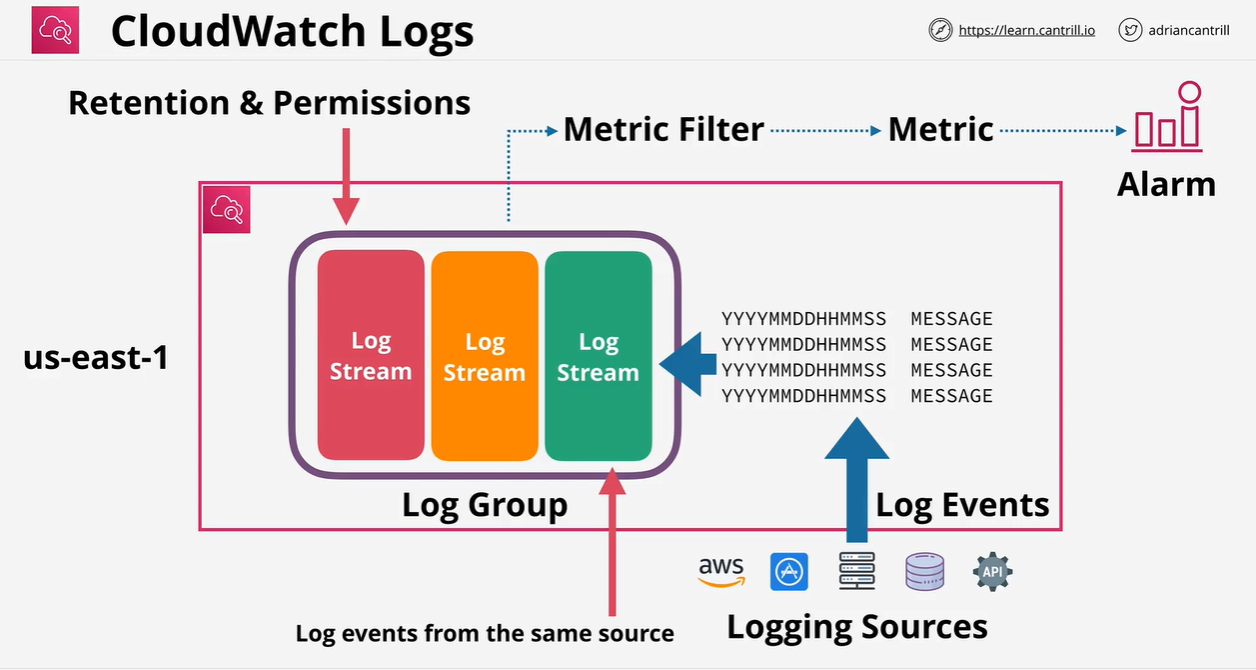 CloudWatch Logs
https://learn.cantrill.io
adriancantrill
Retention & Permissions
Metric Filter
Metric
Alarm
us-east-1
Log
Stream
Log
Stream
Log
Stream
YYYYMMDDHHMMSS MESSAGE
YYYYMMDDHHMMSS MESSAGE
YYYYMMDDHHMMSS MESSAGE
YYYYMMDDHHMMSS MESSAGE
Log Group
Log Events
aws
API
Log events from the same source
Logging Sources